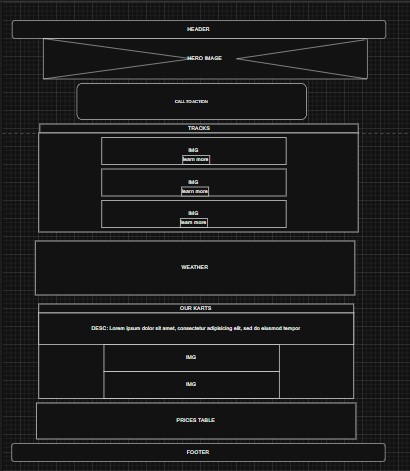 HEADER
HERO IMAGE
CALL TO ACTION
TRACKS
IMG
learn more
IMG
learn more
IMG
learn more
WEATHER
OUR KARTS
DESC: Lorem ipsum dolor sit amet, consectetur adipisicing elit, sed do eiusmod tempor
IMG
IMG
PRICES TABLE
FOOTER